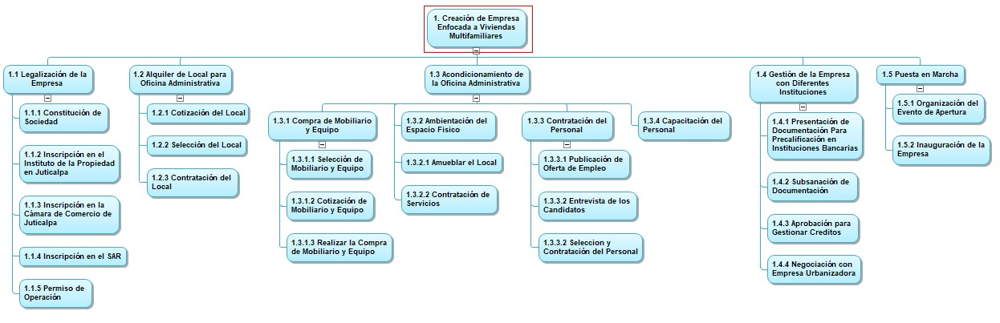 1. Creación de Empresa
Enfocada a Viviendas
Multifamiliares
1.1 Legalización de la
Empresa
1.1.1 Constitución de
Sociedad
1.1.2 Inscripción en el
Instituto de la Propiedad
en Juticalpa
1.1.3 Inscripción en la
Cámara de Comercio de
Juticalpa
1.1.4 Inscripción en el SAR
1.1.5 Permiso de
Operación
1.2 Alquiler de Local para
Oficina Administrativa
1.2.1 Cotización del Local
1.2.2 Selección del Local
1.2.3 Contratación del
Local
1.3 Acondicionamiento de
la Oficina Administrativa
1.3.1 Compra de Mobiliario
y Equipo
1.3.1.1 Selección de
Mobiliario y Equipo
1.3.1.2 Cotización de
Mobiliario y Equipo
1.3.1.3 Realizar la Compra
de Mobiliario y Equipo
1.3.2 Ambientación del
Espacio Físico
1.3.2.1 Amueblar el Local
1.3.2.2 Contratación de
Servicios
1.3.3 Contratación del
Personal
1.3.3.1 Publicación de
Oferta de Empleo
1.3.3.2 Entrevista de los
Candidatos
1.3.3.2 Seleccion y
Contratación del Personal
1.3.4 Capacitación del
Personal
1.4 Gestión de la Empresa
con Diferentes
Instituciones
1.4.1 Presentación de
Documentación Para
Precalificación en
Instituciones Bancarias
1.4.2 Subsanación de
Documentación
1.4.3 Aprobación para
Gestionar Creditos
1.4.4 Negociación con
Empresa Urbanizadora
1.5 Puesta en Marcha
1.5.1 Organización del
Evento de Apertura
1.5.2 Inauguración de la
Empresa